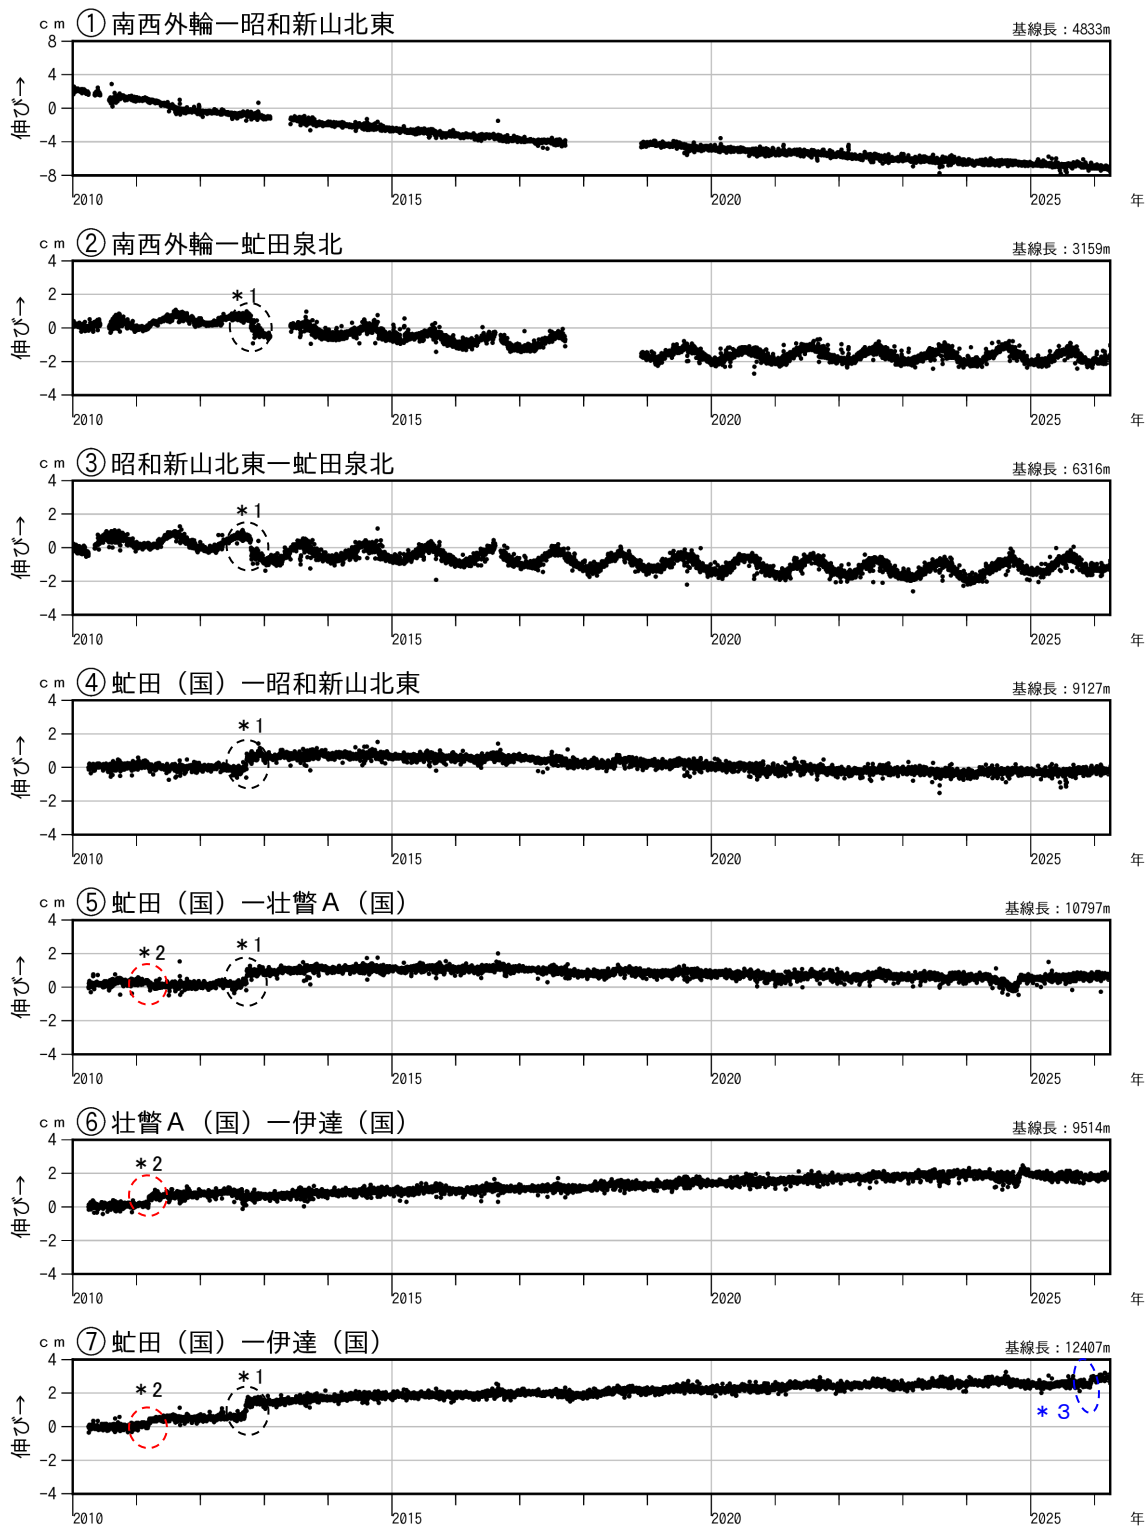 cm ① 南西外輪ー昭和新山北東 基線長：4833m
8
4
0
-4
-8
伸び→
2010 2015 2020 2025 年
cm ② 南西外輪ー虻田泉北 基線長：3159m
4
2
0
-2
-4
伸び→
＊1
2010 2015 2020 2025 年
cm ③ 昭和新山北東ー虻田泉北 基線長：6316m
4
2
0
-2
-4
伸び→
＊1
2010 2015 2020 2025 年
cm ④ 虻田（国）ー昭和新山北東 基線長：9127m
4
2
0
-2
-4
伸び→
＊1
2010 2015 2020 2025 年
cm ⑤ 虻田（国）ー壮瞥Ａ（国） 基線長：10797m
4
2
0
-2
-4
伸び→
＊2 ＊1
2010 2015 2020 2025 年
cm ⑥ 壮瞥Ａ（国）ー伊達（国） 基線長：9514m
4
2
0
-2
-4
伸び→
＊2
2010 2015 2020 2025 年
cm ⑦ 虻田（国）ー伊達（国） 基線長：12407m
4
2
0
-2
-4
伸び→
＊2 ＊1 ＊3
2010 2015 2020 2025 年